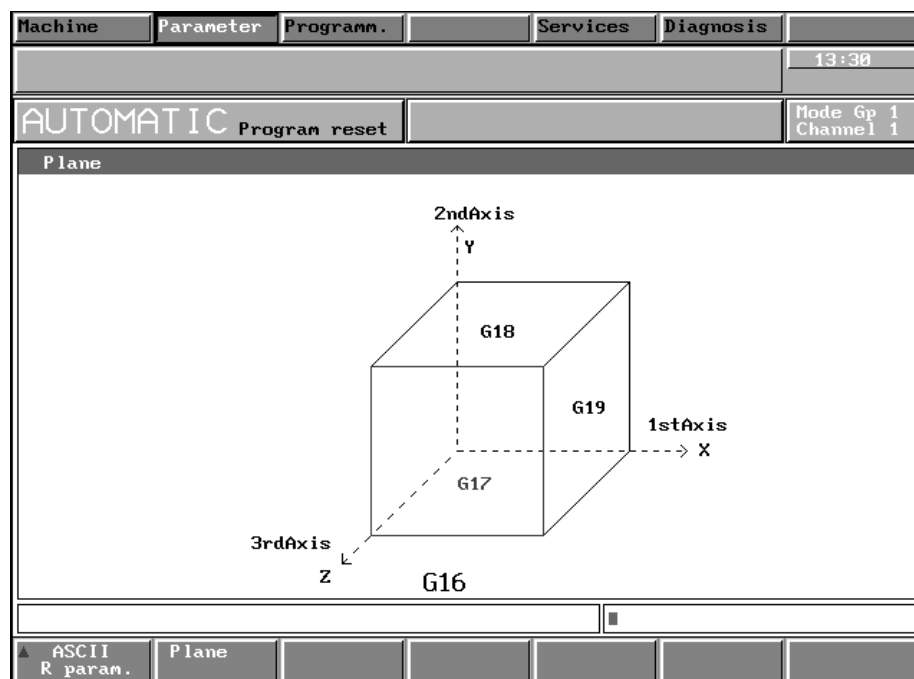 Machine Parameter Programm. Services Diagnosis
13:30
AUTOMATIC Program reset
Mode Gp 1
Channel 1
Plane
2ndAxis
Y
G18
G19
1stAxis
X
G17
3rdAxis
Z
G16
ASCII
R param.
Plane